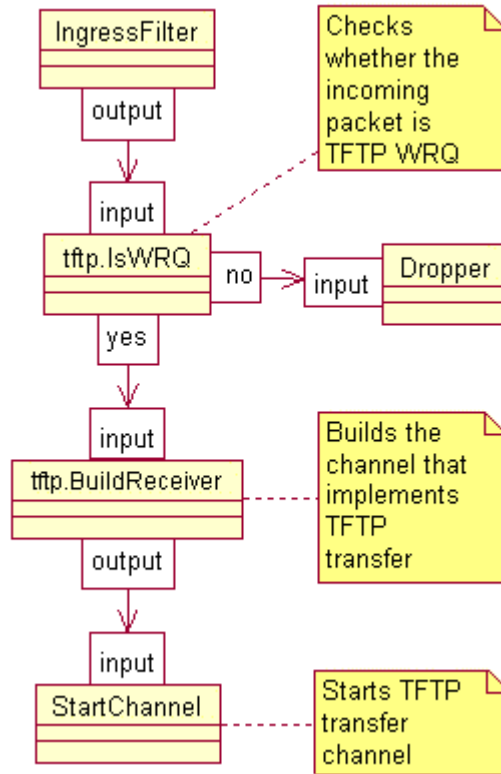 IngressFilter
output
Checks
whether the
incoming
packet is
TFTP WRQ
input
tftp.IsWRQ
no
input
Dropper
yes
input
tftp.BuildReceiver
Builds the
channel that
implements
TFTP
transfer
output
input
StartChannel
Starts TFTP
transfer
channel